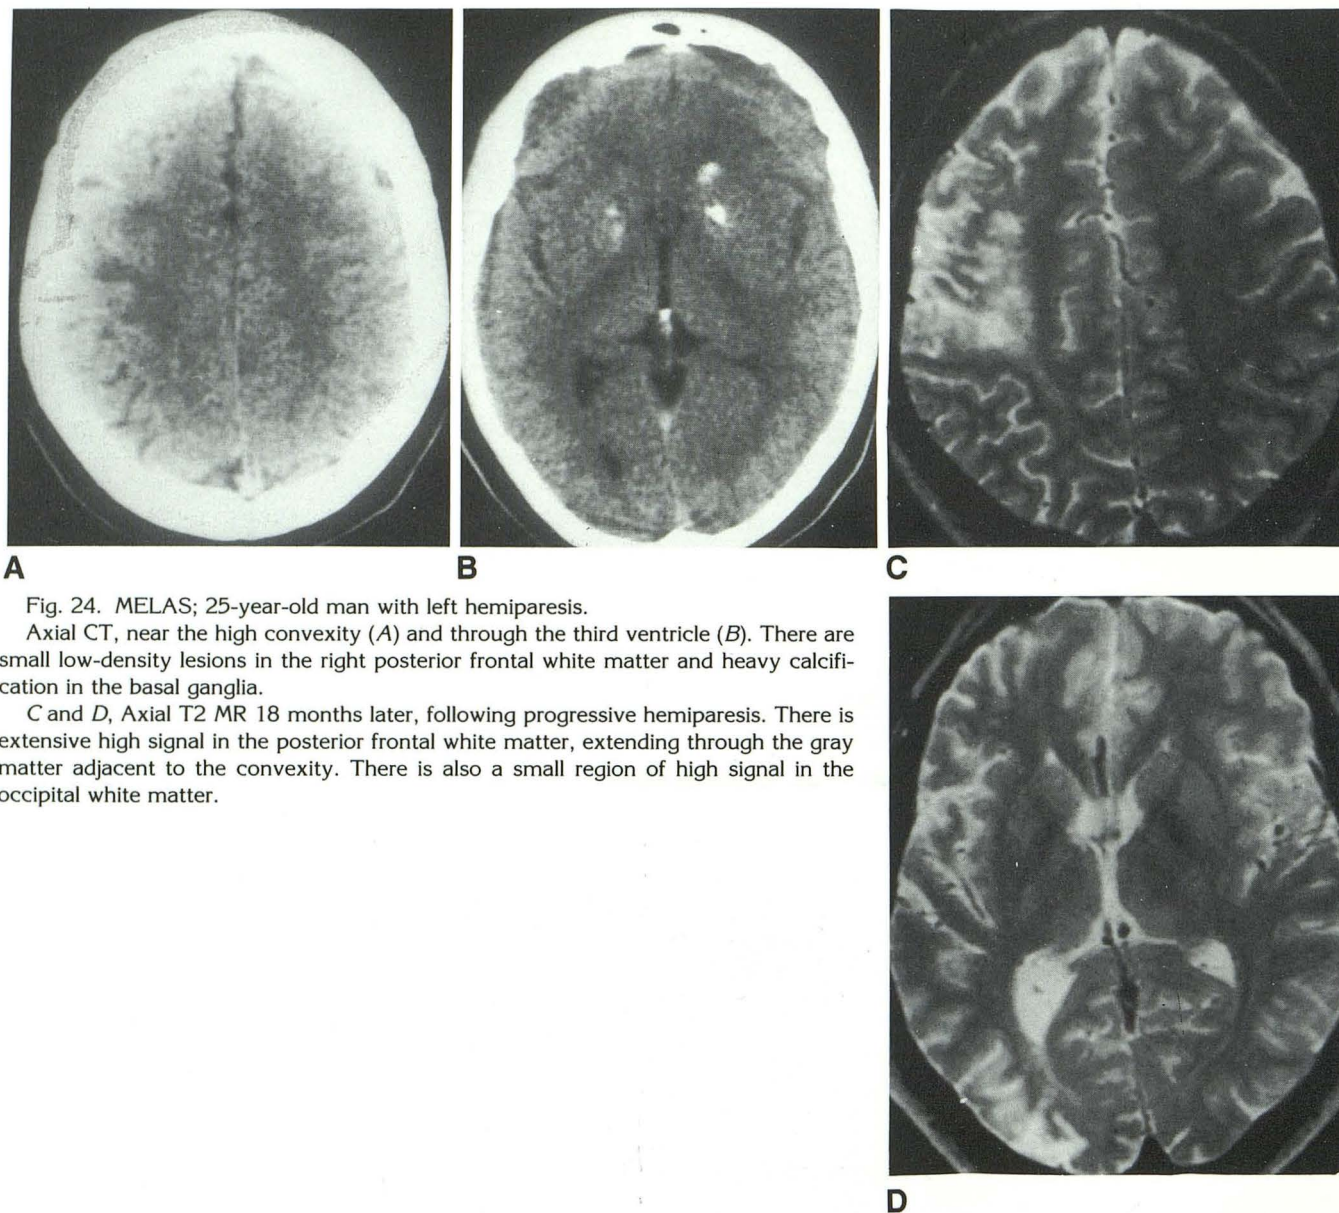 A
B
C
Fig. 24. MELAS; 25-year-old man with left hemiparesis.
Axial CT, near the high convexity (A) and through the third ventricle (B). There are
small low-density lesions in the right posterior frontal white matter and heavy calcifi-
cation in the basal ganglia.
C and D, Axial T2 MR 18 months later, following progressive hemiparesis. There is
extensive high signal in the posterior frontal white matter, extending through the gray
matter adjacent to the convexity. There is also a small region of high signal in the
occipital white matter.
D